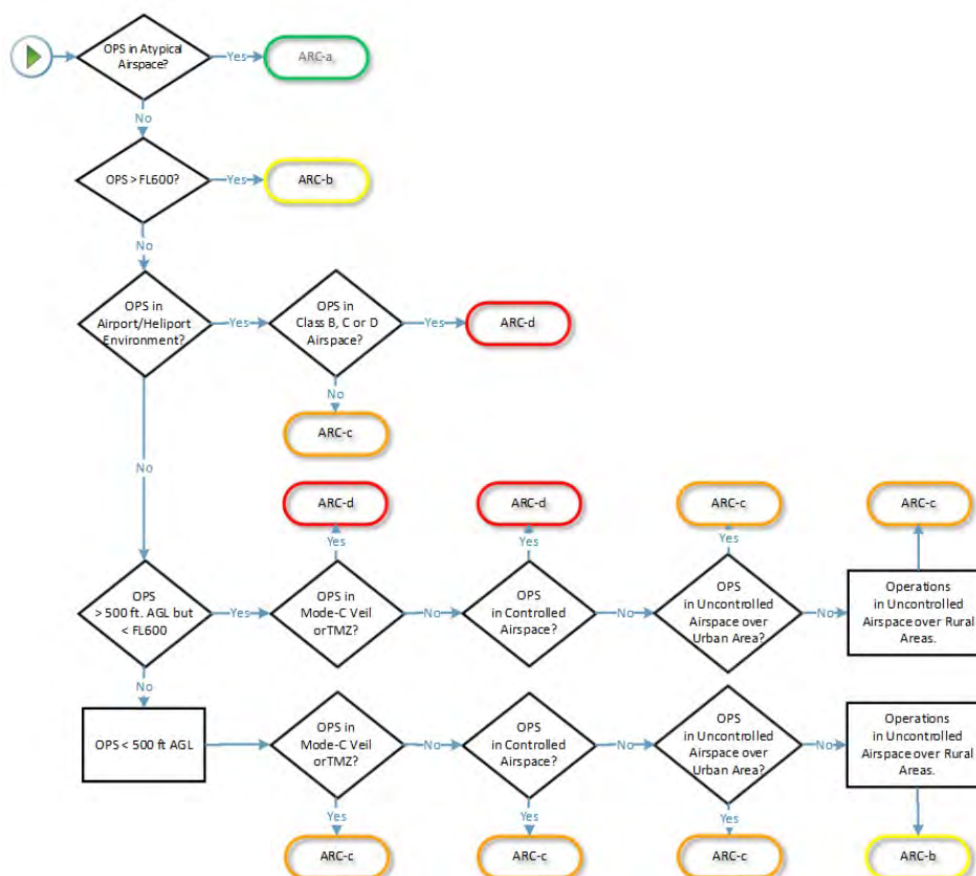 OPS in Atypical
Airspace?
Yes
ARC-a
No
OPS > FL600?
Yes
ARC-b
No
OPS in
Airport/Heliport
Environment?
Yes
OPS in
Class B, C or D
Airspace?
Yes
ARC-d
No
ARC-c
No
ARC-d
ARC-d
ARC-c
ARC-c
Yes
Yes
Yes
OPS
> 500 ft. AGL but
< FL600
Yes
OPS in
Mode-C Veil
orTMZ?
No
OPS
in Controlled
Airspace?
No
OPS
in Uncontrolled
Airspace over
Urban Area?
No
Operations
in Uncontrolled
Airspace over Rural
Areas.
No
OPS < 500 ft AGL
OPS in
Mode-C Veil
orTMZ?
No
OPS
in Controlled
Airspace?
No
OPS
in Uncontrolled
Airspace over
Urban Area?
No
Operations
in Uncontrolled
Airspace over Rural
Areas.
Yes
Yes
Yes
ARC-c
ARC-c
ARC-c
ARC-b